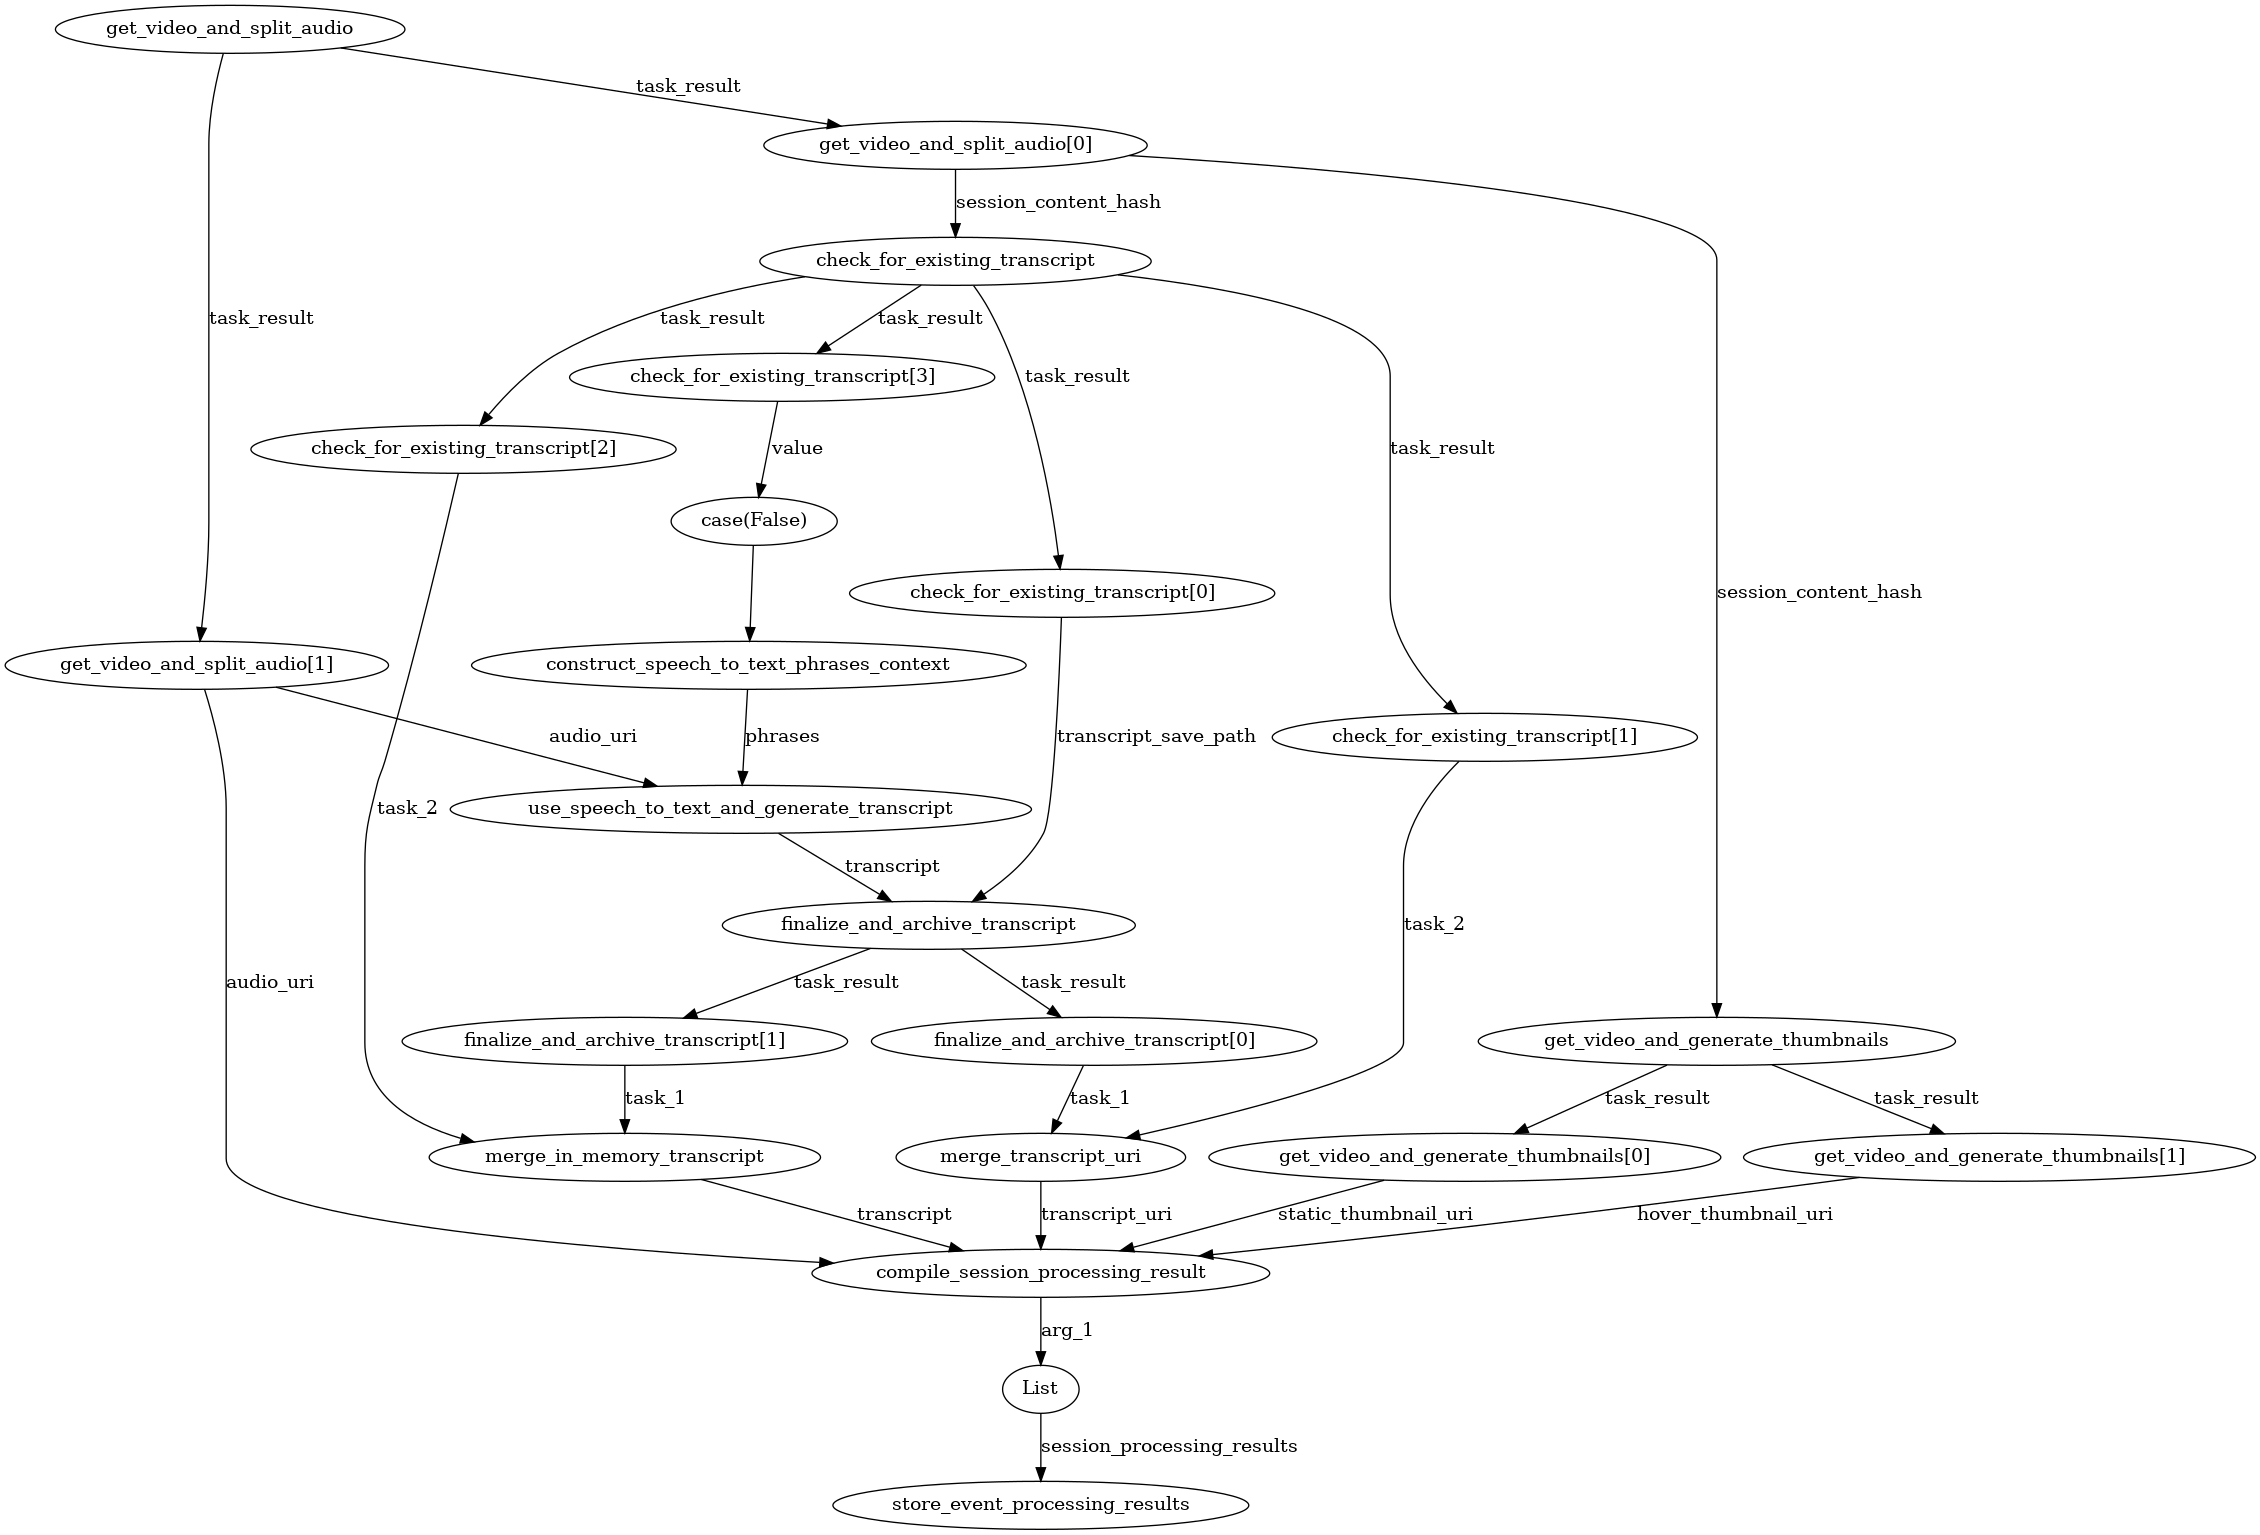 get_video_and_split_audio
task_result
get_video_and_split_audio[0]
session_content_hash
check_for_existing_transcript
task_result
task_result
task_result
check_for_existing_transcript[3]
task_result
check_for_existing_transcript[2]
value
task_result
case(False)
check_for_existing_transcript[0]
session_content_hash
get_video_and_split_audio[1]
construct_speech_to_text_phrases_context
audio_uri
phrases
transcript_save_path
check_for_existing_transcript[1]
task_2
use_speech_to_text_and_generate_transcript
transcript
finalize_and_archive_transcript
task_2
audio_uri
task_result
task_result
finalize_and_archive_transcript[1]
finalize_and_archive_transcript[0]
get_video_and_generate_thumbnails
task_1
task_1
task_result
task_result
merge_in_memory_transcript
merge_transcript_uri
get_video_and_generate_thumbnails[0]
get_video_and_generate_thumbnails[1]
transcript
transcript_uri
static_thumbnail_uri
hover_thumbnail_uri
compile_session_processing_result
arg_1
List
session_processing_results
store_event_processing_results